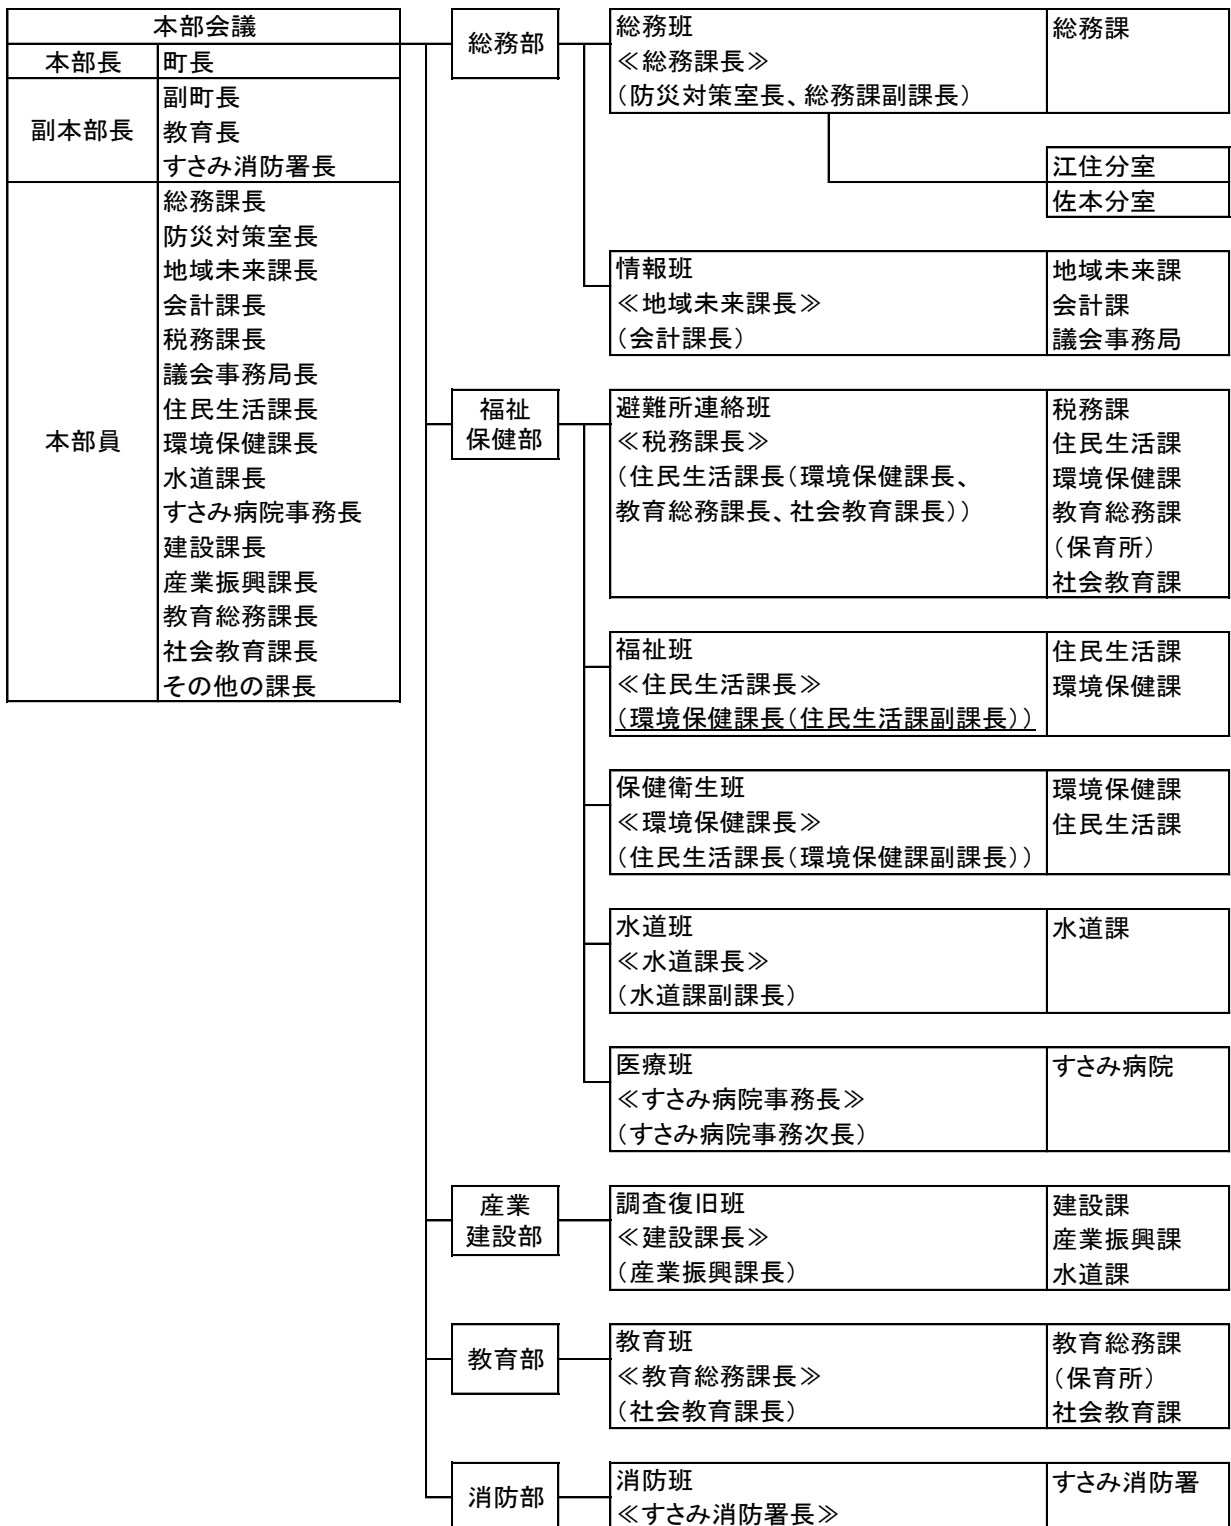 本部会議
本部長
町長
副本部長
副町長
教育長
すさみ消防署長
本部員
総務課長
防災対策室長
地域未来課長
会計課長
税務課長
議会事務局長
住民生活課長
環境保健課長
水道課長
すさみ病院事務長
建設課長
産業振興課長
教育総務課長
社会教育課長
その他の課長
総務部
総務班
≪総務課長≫
(防災対策室長、総務課副課長)
総務課
江住分室
佐本分室
情報班
≪地域未来課長≫
(会計課長)
地域未来課
会計課
議会事務局
福祉
保健部
避難所連絡班
≪税務課長≫
(住民生活課長(環境保健課長、
教育総務課長、社会教育課長))
税務課
住民生活課
環境保健課
教育総務課
(保育所)
社会教育課
福祉班
≪住民生活課長≫
(環境保健課長(住民生活課副課長))
住民生活課
環境保健課
保健衛生班
≪環境保健課長≫
(住民生活課長(環境保健課副課長))
環境保健課
住民生活課
水道班
≪水道課長≫
(水道課副課長)
水道課
医療班
≪すさみ病院事務長≫
(すさみ病院事務次長)
すさみ病院
産業
建設部
調査復旧班
≪建設課長≫
(産業振興課長)
建設課
産業振興課
水道課
教育部
教育班
≪教育総務課長≫
(社会教育課長)
教育総務課
(保育所)
社会教育課
消防部
消防班
≪すさみ消防署長≫
すさみ消防署